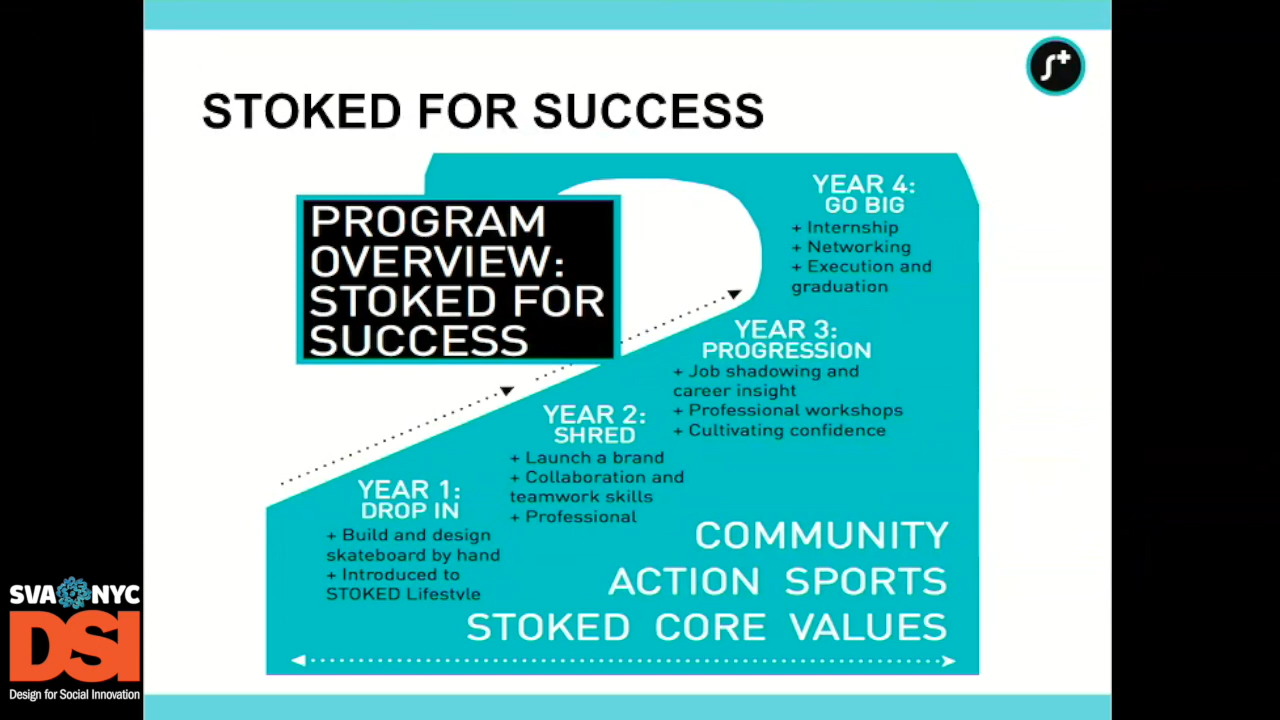 STOKED FOR SUCCESS
PROGRAM
OVERVIEW:
STOKED FOR
SUCCESS
YEAR 4:
GO BIG
+ Internship
+ Networking
+ Execution and
graduation
YEAR 3:
PROGRESSION
+ Job shadowing and
career insight
+ Professional workshops
+ Cultivating confidence
YEAR 2:
SHRED
+ Launch a brand
+ Collaboration and
teamwork skills
+ Professional
YEAR 1:
DROP IN
+ Build and design
skateboard by hand
+ Introduced to
STOKED Lifestyle
COMMUNITY
ACTION SPORTS
STOKED CORE VALUES
SVA NYC
DSI
Design for Social Innovation